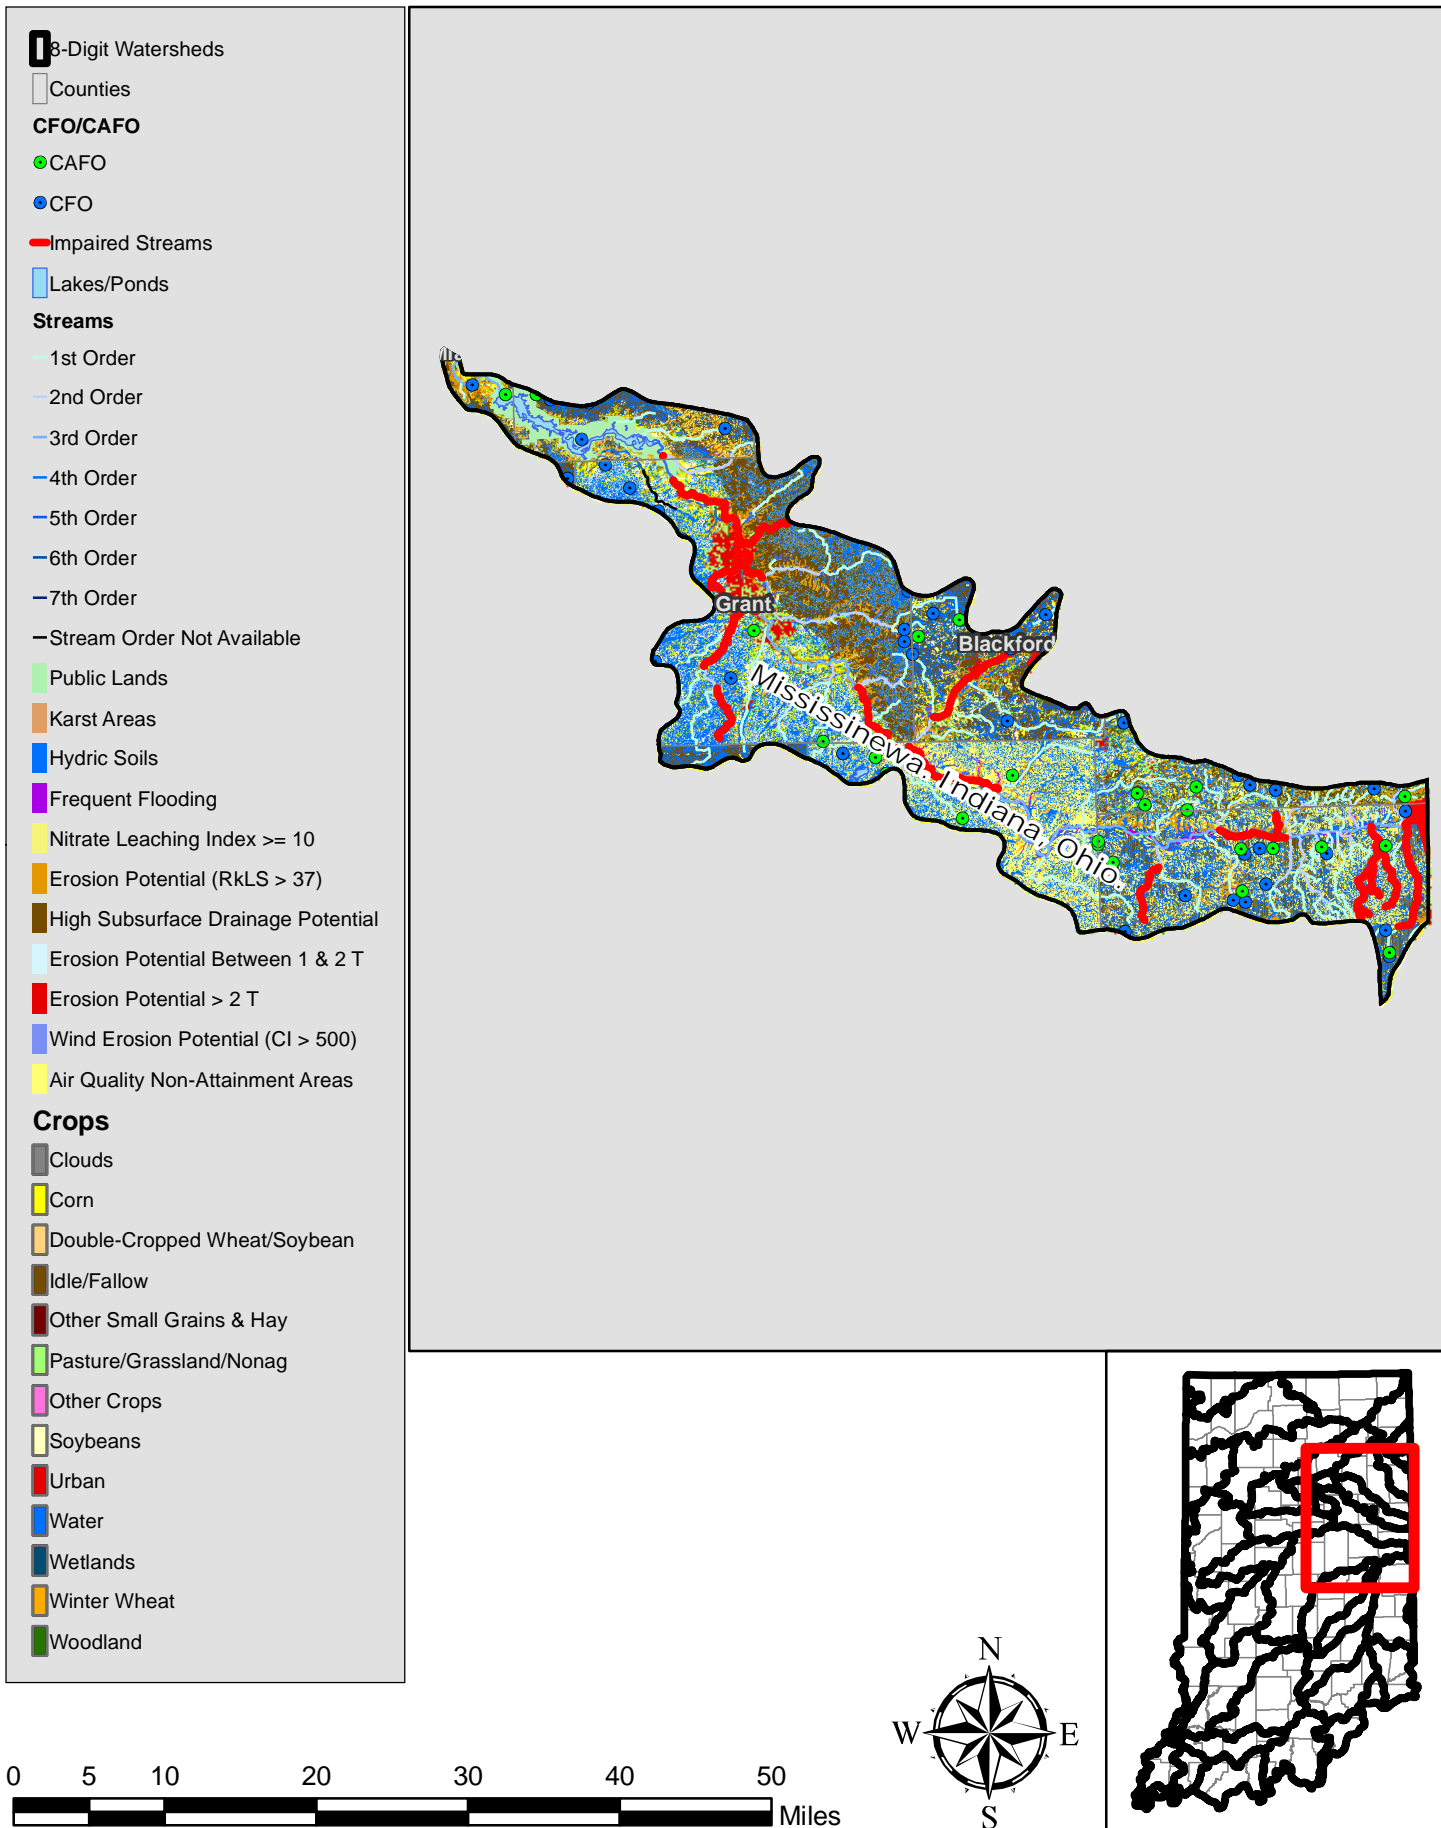 8-Digit Watersheds
Counties
CFO/CAFO
CAFO
CFO
Impaired Streams
Lakes/Ponds
Streams
1st Order
2nd Order
3rd Order
4th Order
5th Order
6th Order
7th Order
Stream Order Not Available
Public Lands
Karst Areas
Hydric Soils
Frequent Flooding
Nitrate Leaching Index >= 10
Erosion Potential (RkLS > 37)
High Subsurface Drainage Potential
Erosion Potential Between 1 & 2 T
Erosion Potential > 2 T
Wind Erosion Potential (CI > 500)
Air Quality Non-Attainment Areas
Crops
Clouds
Corn
Double-Cropped Wheat/Soybean
Idle/Fallow
Other Small Grains & Hay
Pasture/Grassland/Nonag
Other Crops
Soybeans
Urban
Water
Wetlands
Winter Wheat
Woodland
Grant
Blackford
Mississinewa. Indiana, Ohio.
N
W E
S
0 5 10 20 30 40 50
Miles